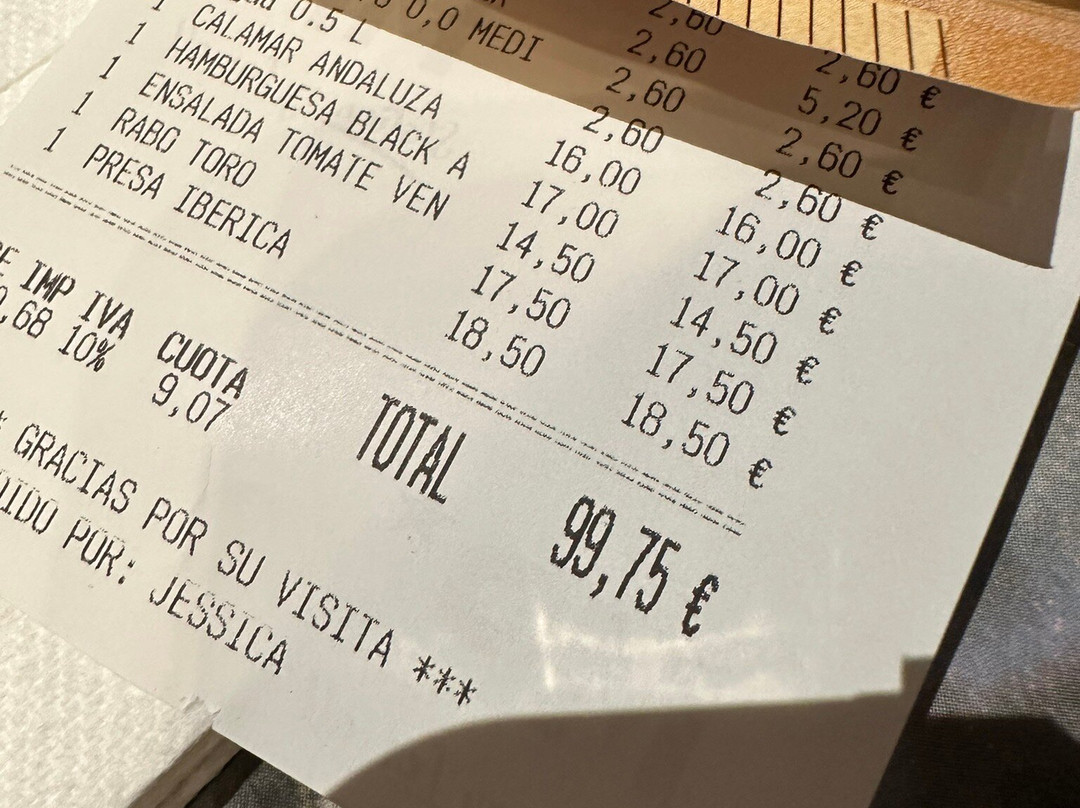 2,60 2,60 €
2,60 5,20 €
0,0 MEDI 2,60 2,60 €
0.5 L 2,60 2,60 €
1 CALAMAR ANDALUZA 16,00 16,00 €
1 HAMBURGUESA BLACK A 17,00 17,00 €
1 ENSALADA TOMATE VEN 14,50 14,50 €
1 RABO TORO 17,50 17,50 €
1 PRESA IBERICA 18,50 18,50 €
IMP IVA CUOTA TOTAL
,68 10% 9,07 99,75 €
GRACIAS POR SU VISITA ***
DIDO POR: JESSICA